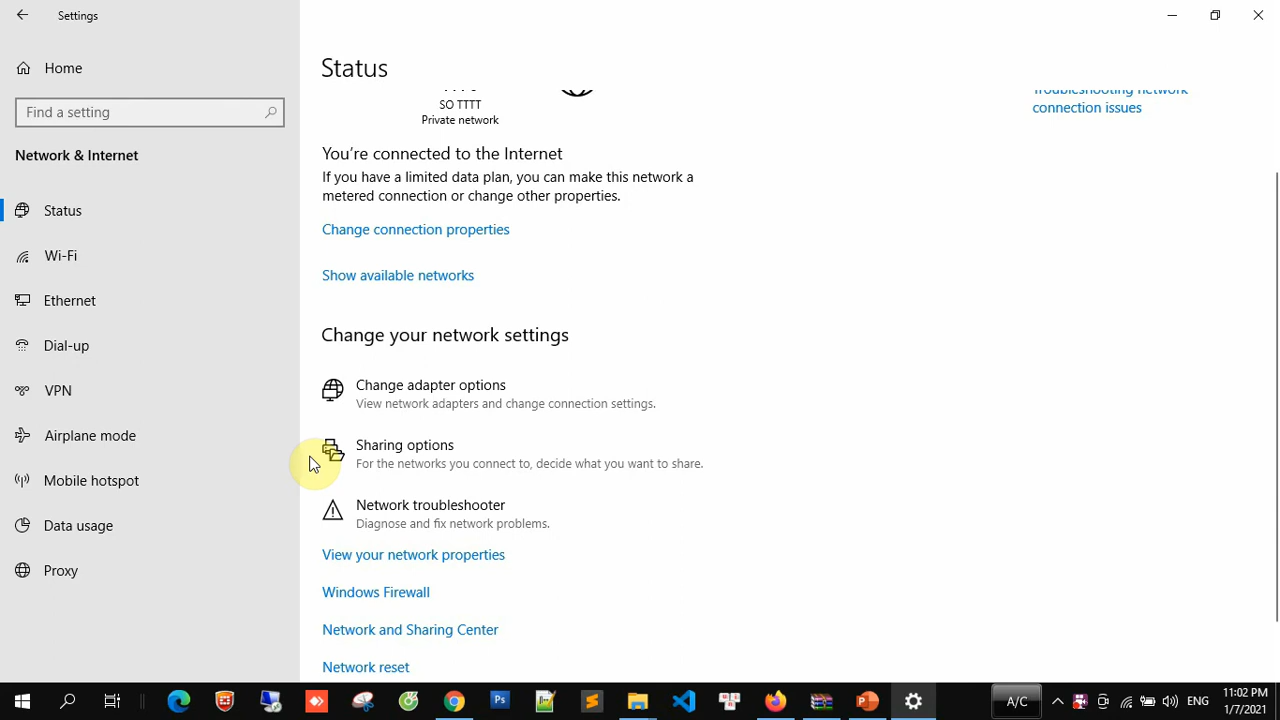 Settings
Home
Find a setting
Network & Internet
Status
Wi-Fi
Ethernet
Dial-up
VPN
Airplane mode
Mobile hotspot
Data usage
Proxy
Status
SO TTTT
Private network
You're connected to the Internet
If you have a limited data plan, you can make this network a
metered connection or change other properties.
Change connection properties
Show available networks
Change your network settings
Change adapter options
View network adapters and change connection settings.
Sharing options
For the networks you connect to, decide what you want to share.
Network troubleshooter
Diagnose and fix network problems.
View your network properties
Windows Firewall
Network and Sharing Center
Network reset
Troubleshooting network
connection issues
Ps
A/C
ENG
11:02 PM
1/7/2021